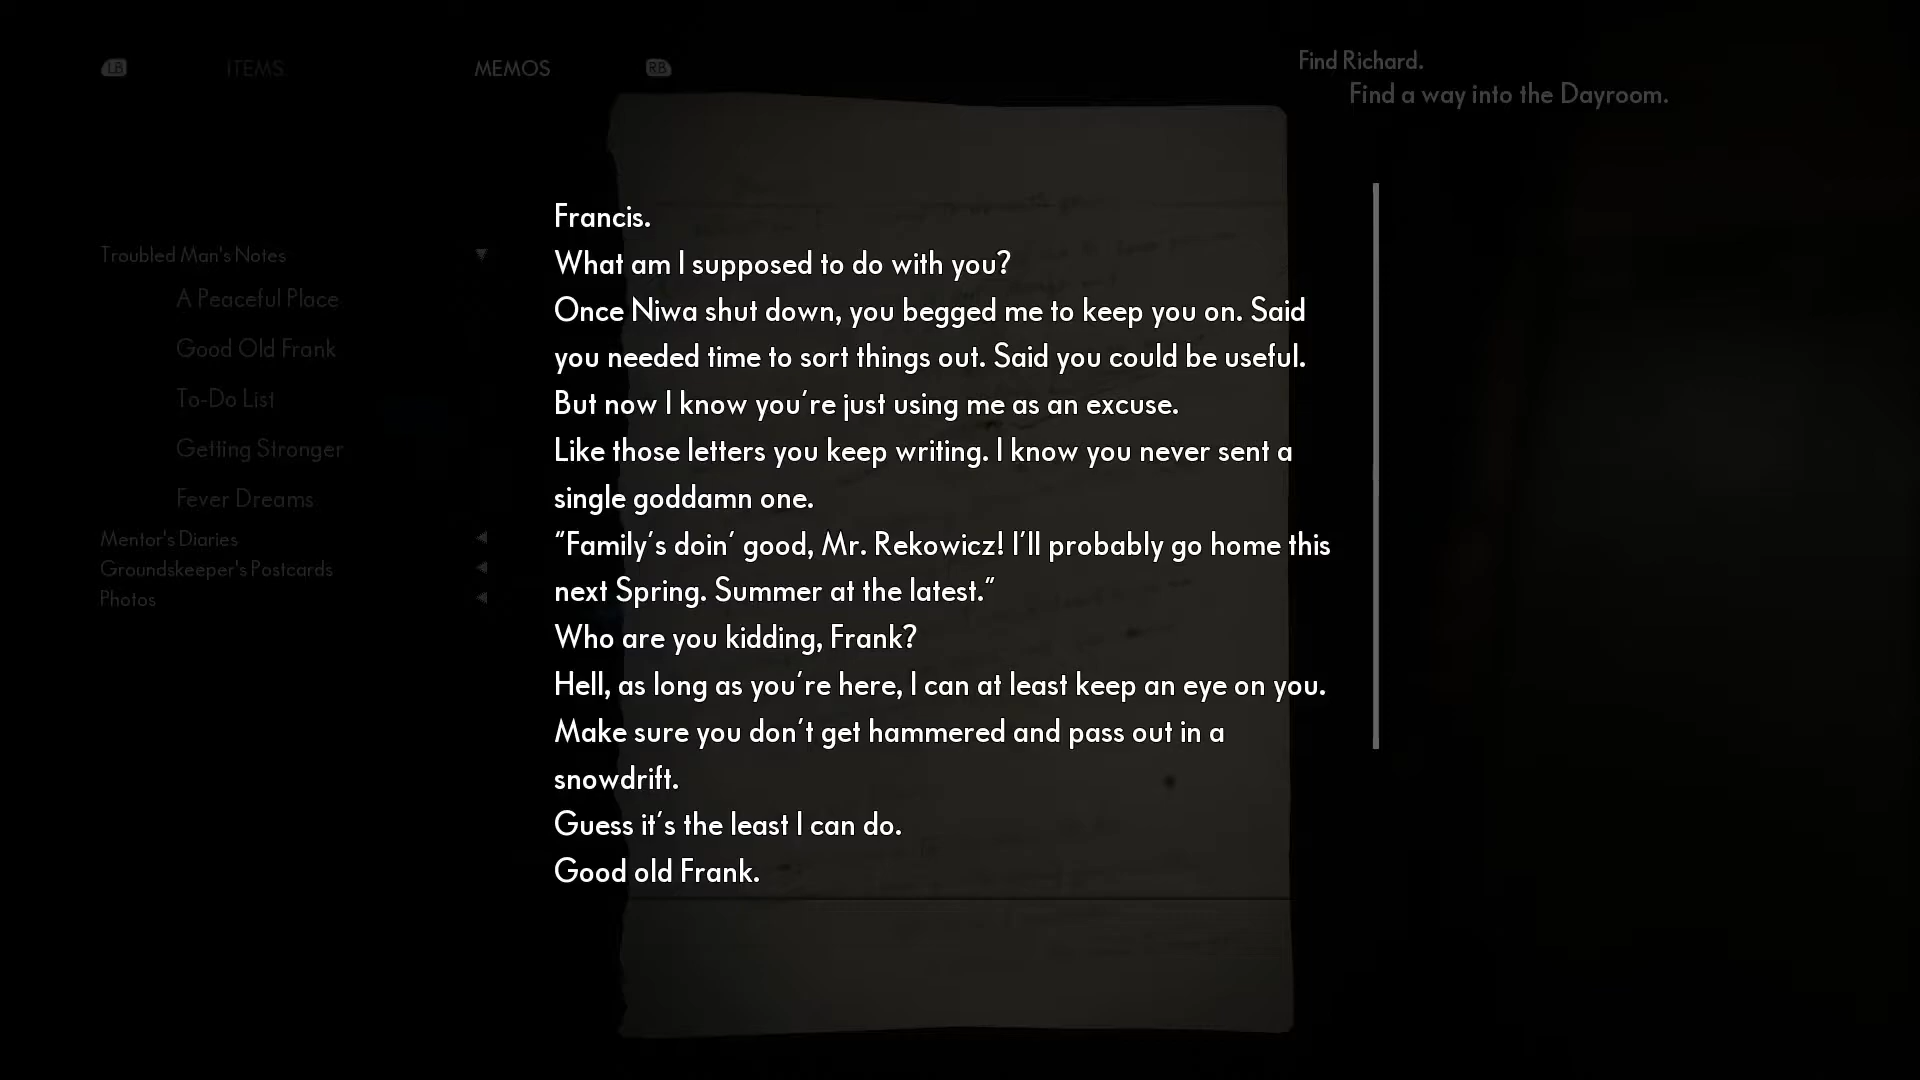 LB ITEMS MEMOS RB
Find Richard.
Find a way into the Dayroom.
Troubled Man's Notes
A Peaceful Place
Good Old Frank
To-Do List
Getting Stronger
Fever Dreams
Mentor's Diaries
Groundskeeper's Postcards
Photos
Francis.
What am I supposed to do with you?
Once Niwa shut down, you begged me to keep you on. Said
you needed time to sort things out. Said you could be useful.
But now I know you're just using me as an excuse.
Like those letters you keep writing. I know you never sent a
single goddamn one.
"Family's doin' good, Mr. Rekowicz! I'll probably go home this
next Spring. Summer at the latest."
Who are you kidding, Frank?
Hell, as long as you're here, I can at least keep an eye on you.
Make sure you don't get hammered and pass out in a
snowdrift.
Guess it's the least I can do.
Good old Frank.